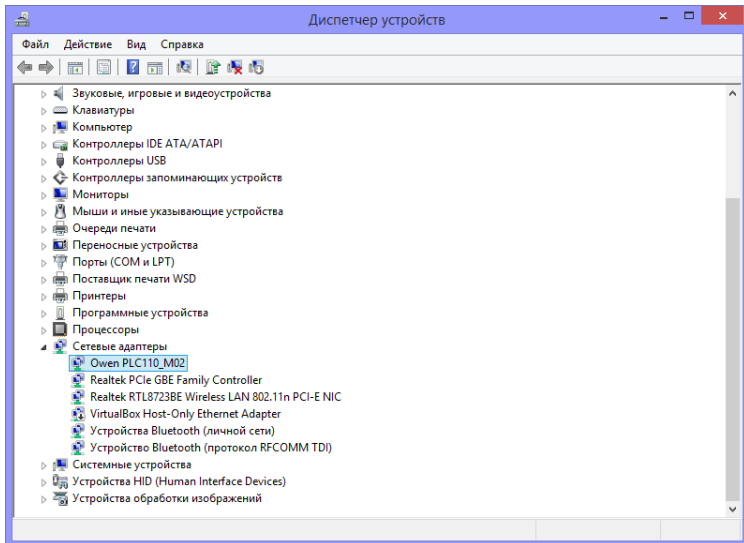 Диспетчер устройств
Файл Действие Вид Справка
Звуковые, игровые и видеоустройства
Клавиатуры
Компьютер
Контроллеры IDE ATA/ATAPI
Контроллеры USB
Контроллеры запоминающих устройств
Мониторы
Мыши и иные указывающие устройства
Очереди печати
Переносные устройства
Порты (COM и LPT)
Поставщик печати WSD
Принтеры
Программные устройства
Процессоры
Сетевые адаптеры
Owen PLC110_M02
Realtek PCIe GBE Family Controller
Realtek RTL8723BE Wireless LAN 802.11n PCI-E NIC
VirtualBox Host-Only Ethernet Adapter
Устройства Bluetooth (личной сети)
Устройство Bluetooth (протокол RFCOMM TDI)
Системные устройства
Устройства HID (Human Interface Devices)
Устройства обработки изображений